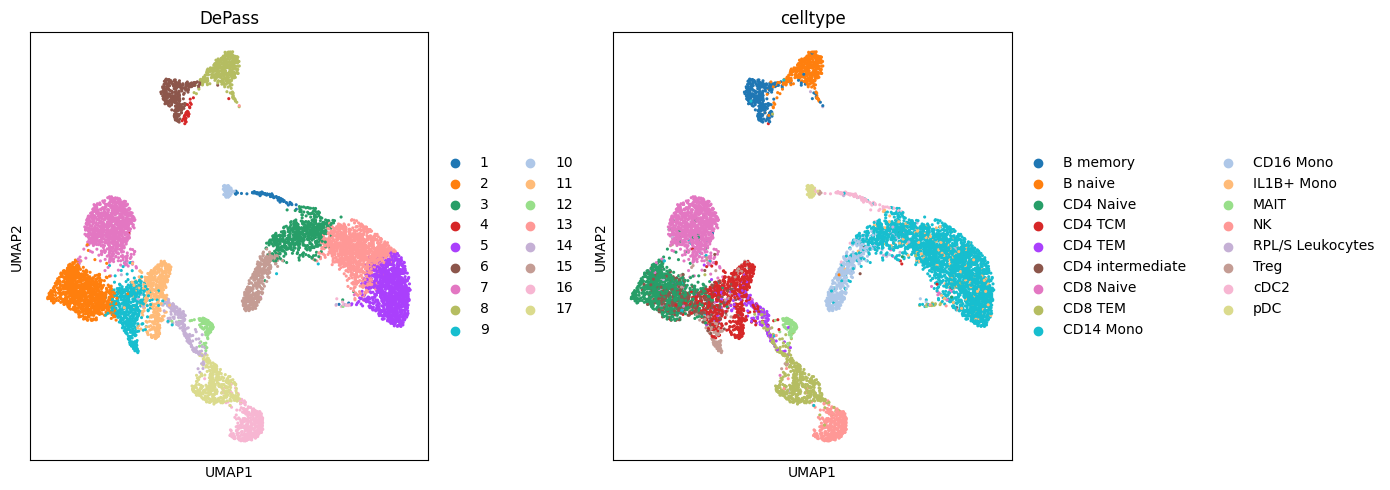 DePass
UMAP2
UMAP1
1
2
3
4
5
6
7
8
9
10
11
12
13
14
15
16
17
celltype
UMAP2
UMAP1
B memory
B naive
CD4 Naive
CD4 TCM
CD4 TEM
CD4 intermediate
CD8 Naive
CD8 TEM
CD14 Mono
CD16 Mono
IL1B+ Mono
MAIT
NK
RPL/S Leukocytes
Treg
cDC2
pDC